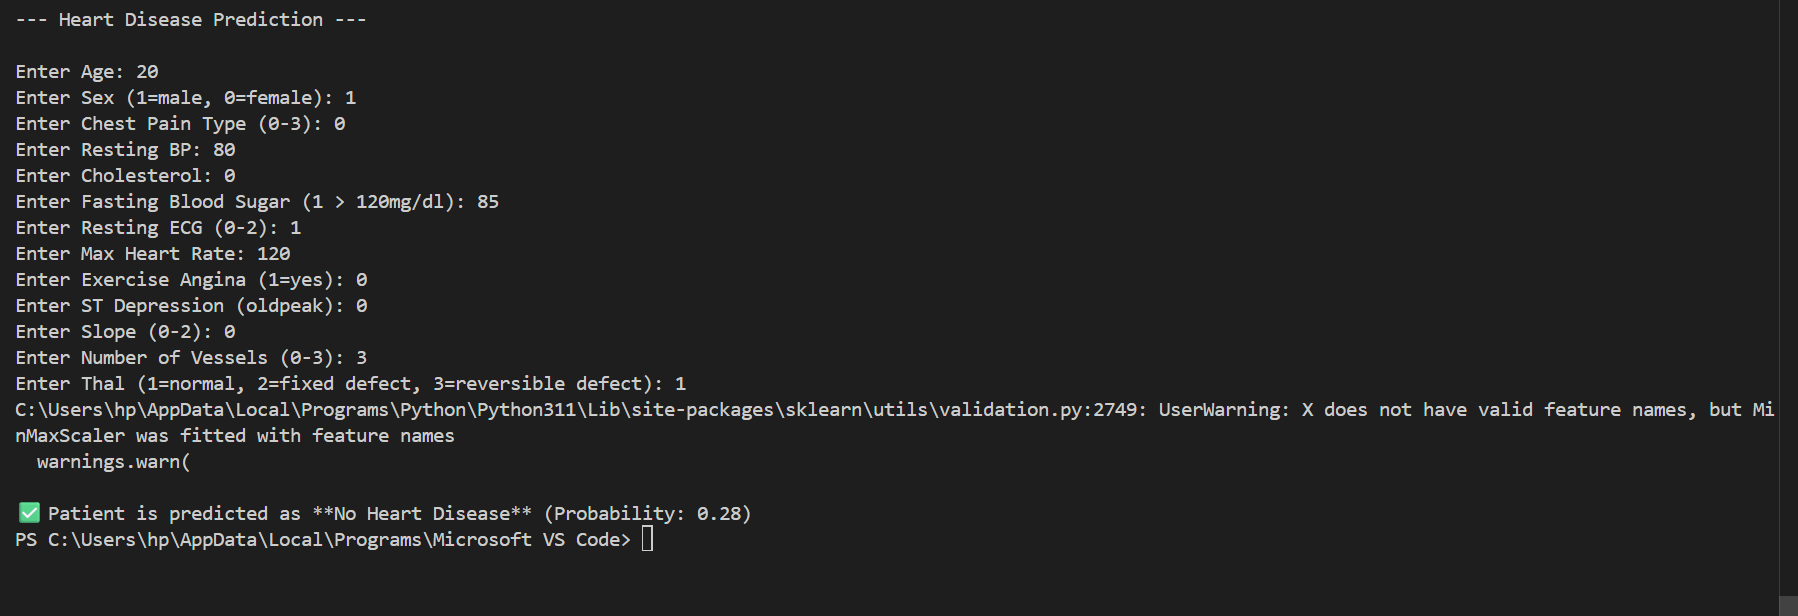 --- Heart Disease Prediction ---
Enter Age: 20
Enter Sex (1=male, 0=female): 1
Enter Chest Pain Type (0-3): 0
Enter Resting BP: 80
Enter Cholesterol: 0
Enter Fasting Blood Sugar (1 > 120mg/dl): 85
Enter Resting ECG (0-2): 1
Enter Max Heart Rate: 120
Enter Exercise Angina (1=yes): 0
Enter ST Depression (oldpeak): 0
Enter Slope (0-2): 0
Enter Number of Vessels (0-3): 3
Enter Thal (1=normal, 2=fixed defect, 3=reversible defect): 1
C:\Users\hp\AppData\Local\Programs\Python\Python311\Lib\site-packages\sklearn\utils\validation.py:2749: UserWarning: X does not have valid feature names, but Mi
nMaxScaler was fitted with feature names
  warnings.warn(
✅ Patient is predicted as **No Heart Disease** (Probability: 0.28)
PS C:\Users\hp\AppData\Local\Programs\Microsoft VS Code>